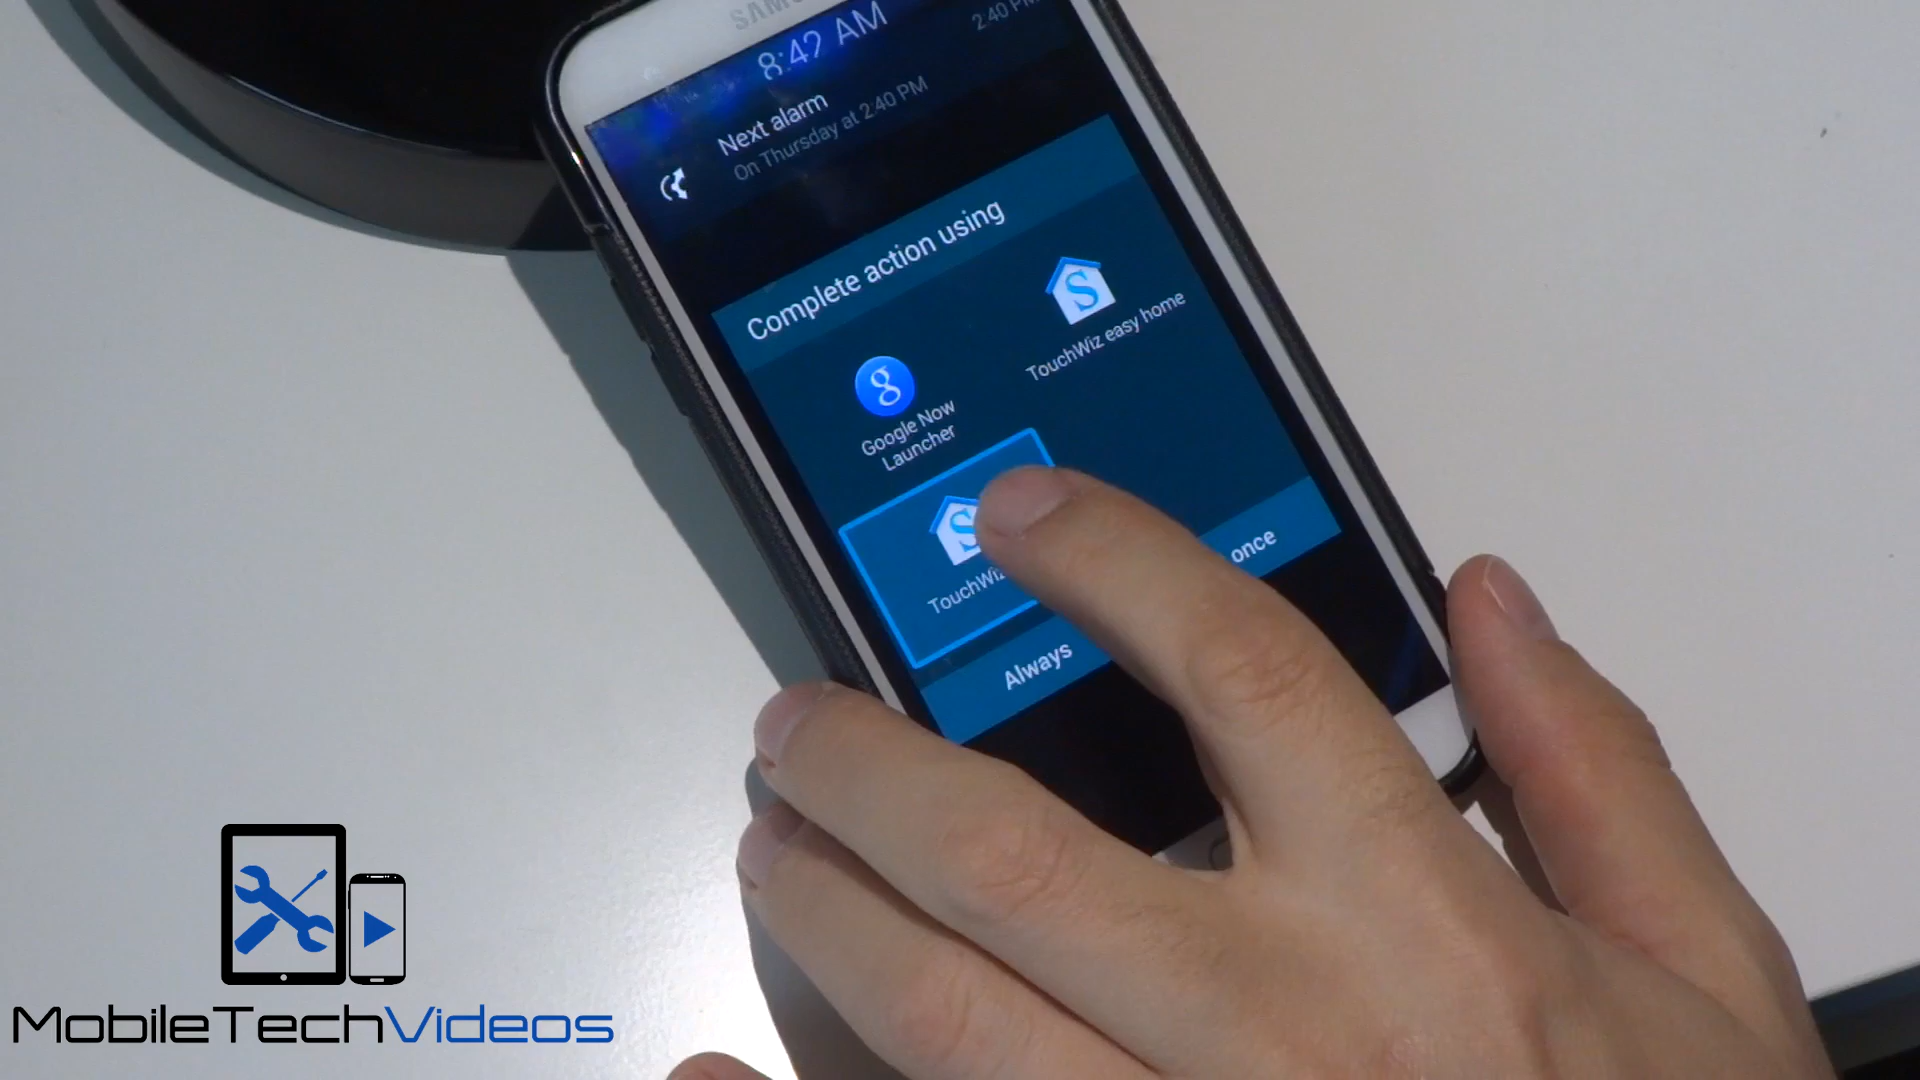 SAMS
8:42 AM
2:40 PM
Next alarm
On Thursday at 2:40 PM
Complete action using
TouchWiz easy home
Google Now
Launcher
TouchWiz
Always
once
MobileTechVideos